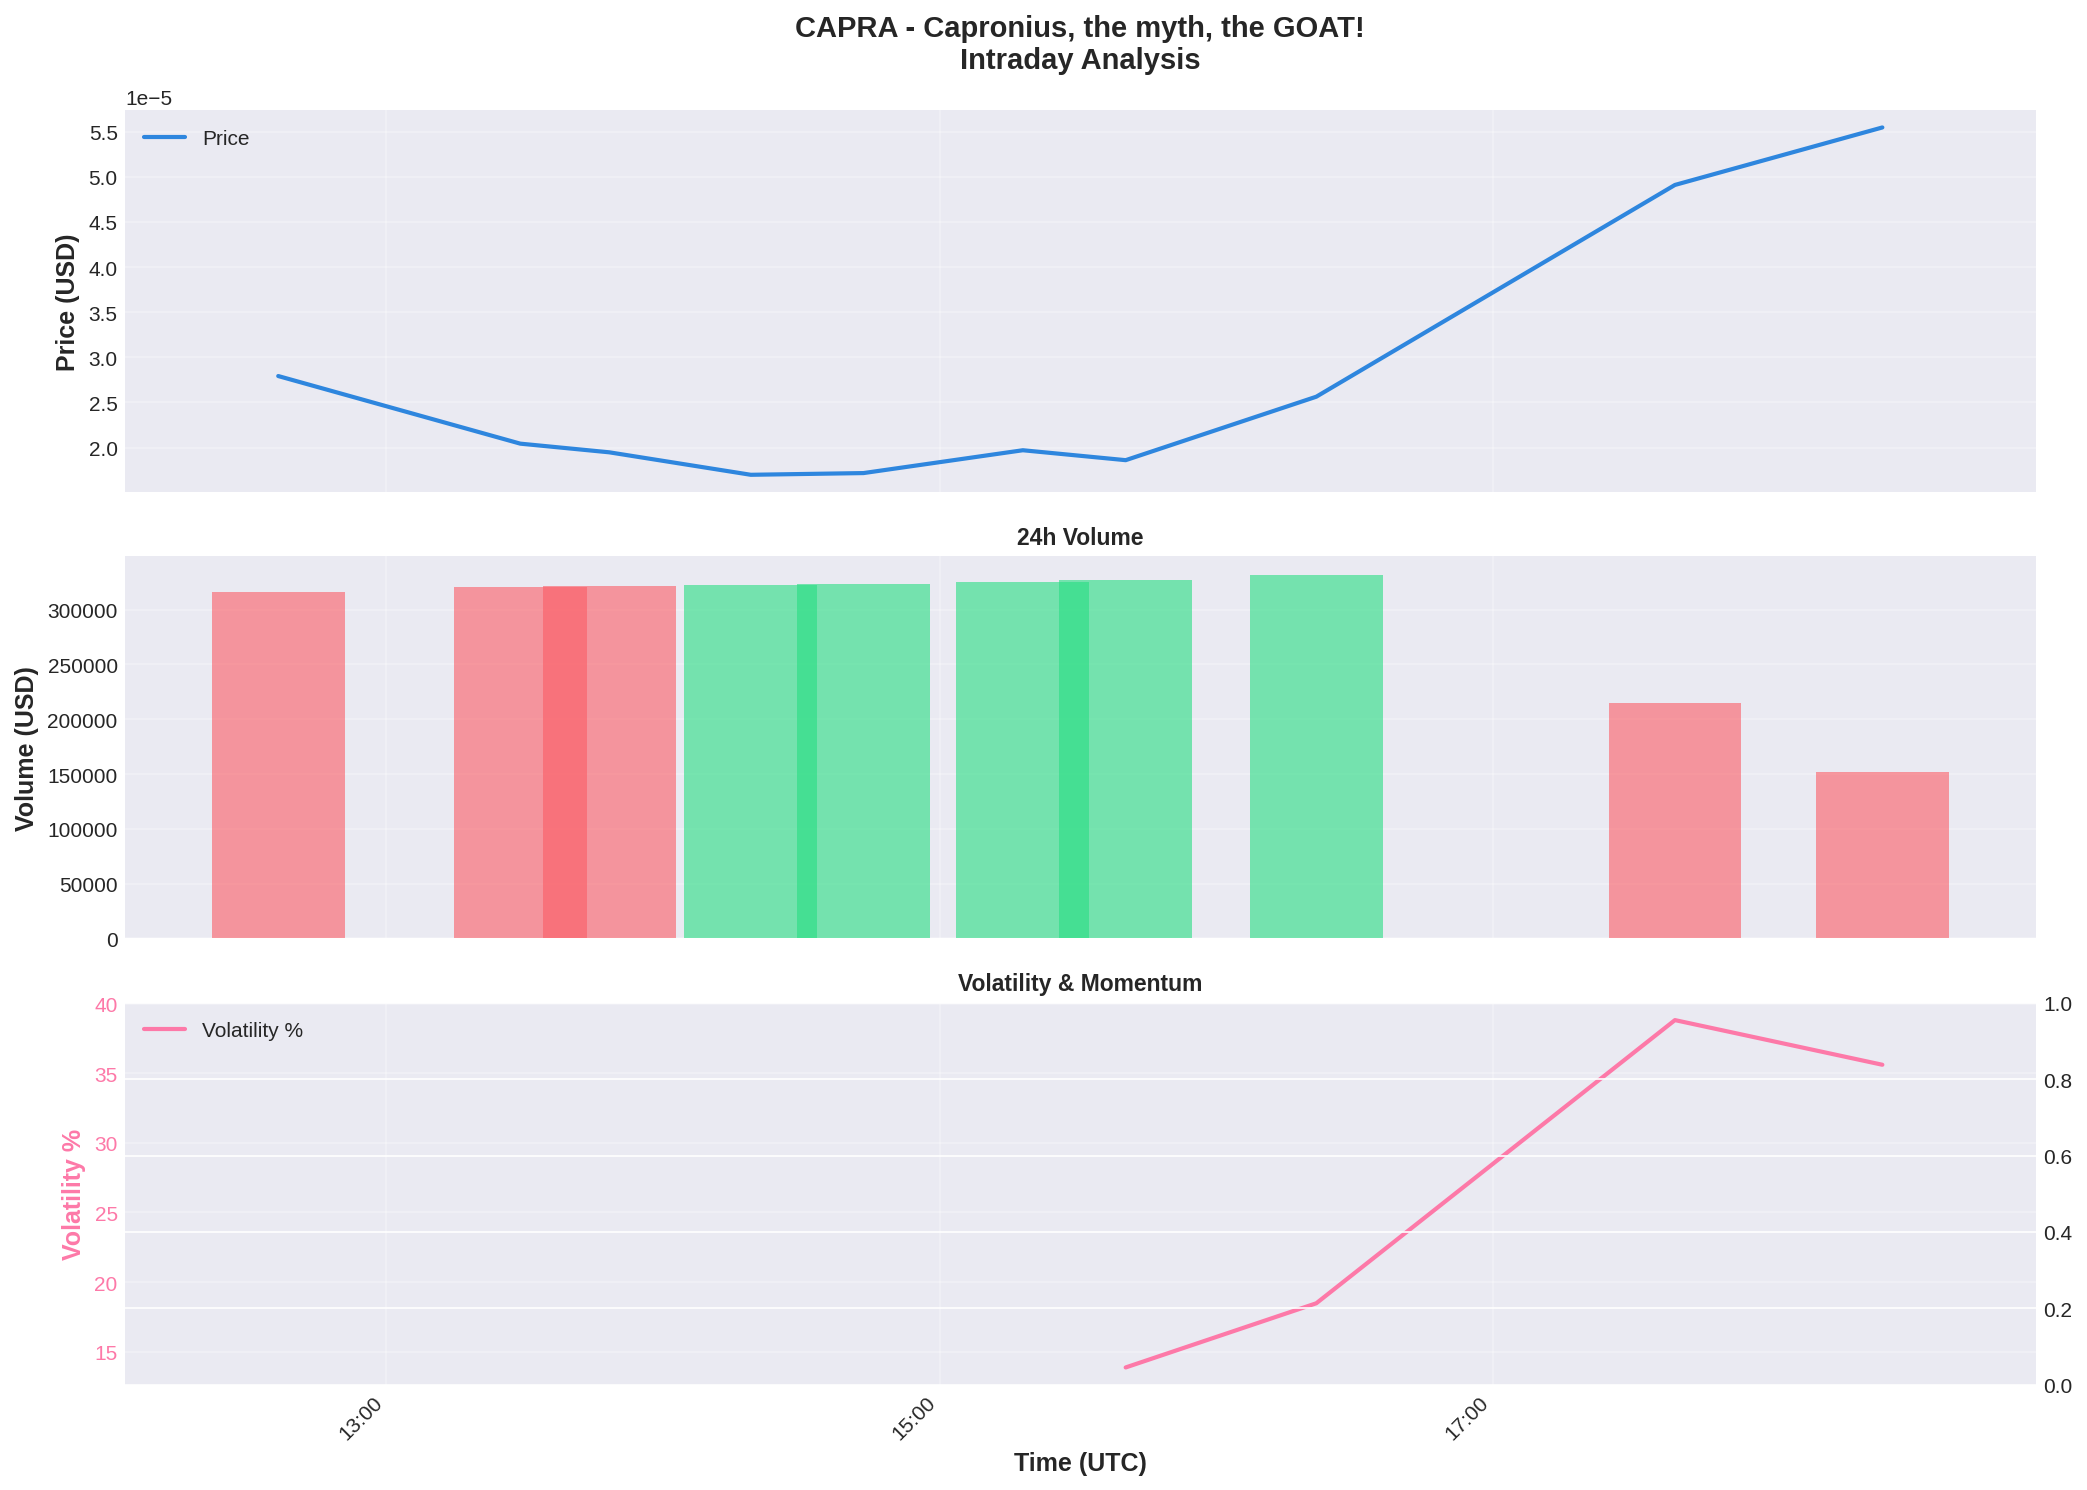 CAPRA - Capronius, the myth, the GOAT!
Intraday Analysis
1e−5
Price
5.5
5.0
4.5
4.0
3.5
3.0
2.5
2.0
Price (USD)
24h Volume
300000
250000
200000
150000
100000
50000
0
Volume (USD)
Volatility & Momentum
Volatility %
40
35
30
25
20
15
Volatility %
1.0
0.8
0.6
0.4
0.2
0.0
13:00
15:00
17:00
Time (UTC)